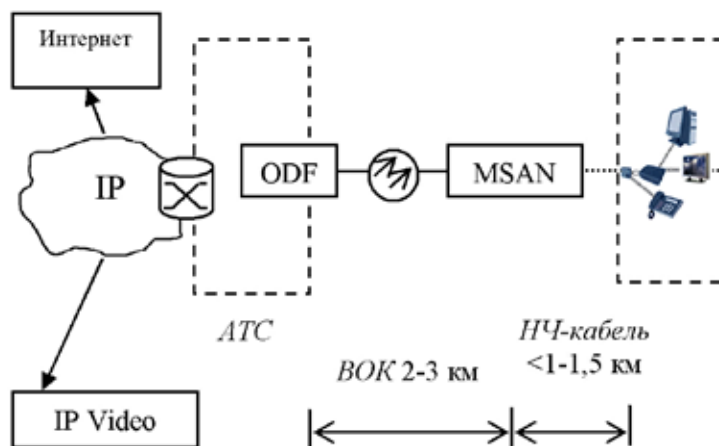 Интернет
IP
ODF
MSAN
АТС
НЧ-кабель
<1-1,5 км
ВОК 2-3 км
IP Video